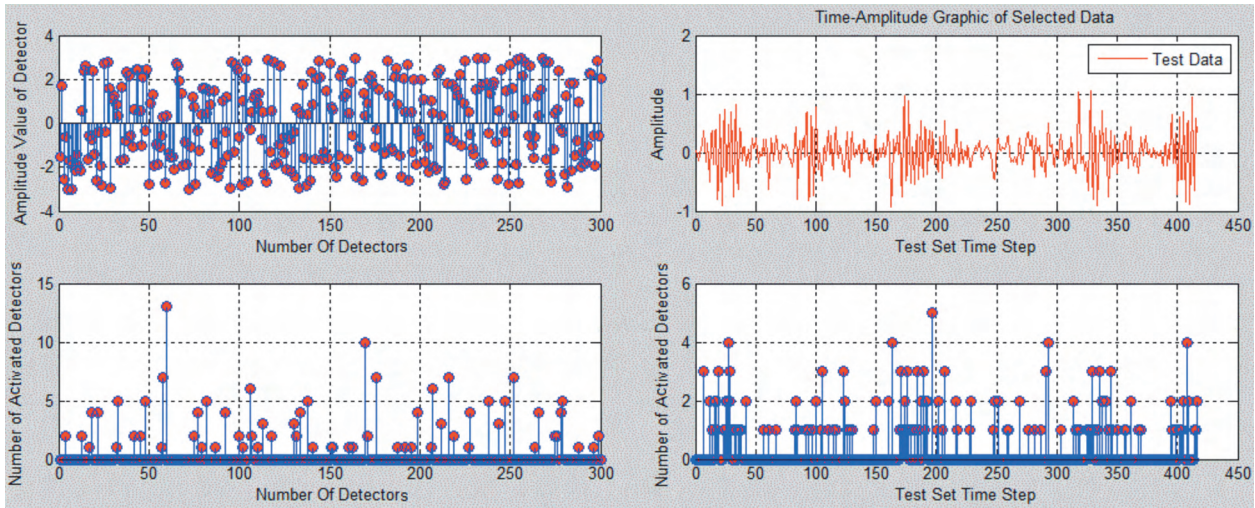 Amplitude Value of Detector
4
2
0
-2
-4
0 50 100 150 200 250 300
Number Of Detectors
Time-Amplitude Graphic of Selected Data
Amplitude
2
1
0
-1
0 50 100 150 200 250 300 350 400 450
Test Set Time Step
Test Data
Number of Activated Detectors
15
10
5
0
0 50 100 150 200 250 300
Number Of Detectors
Number of Activated Detectors
6
4
2
0
0 50 100 150 200 250 300 350 400 450
Test Set Time Step